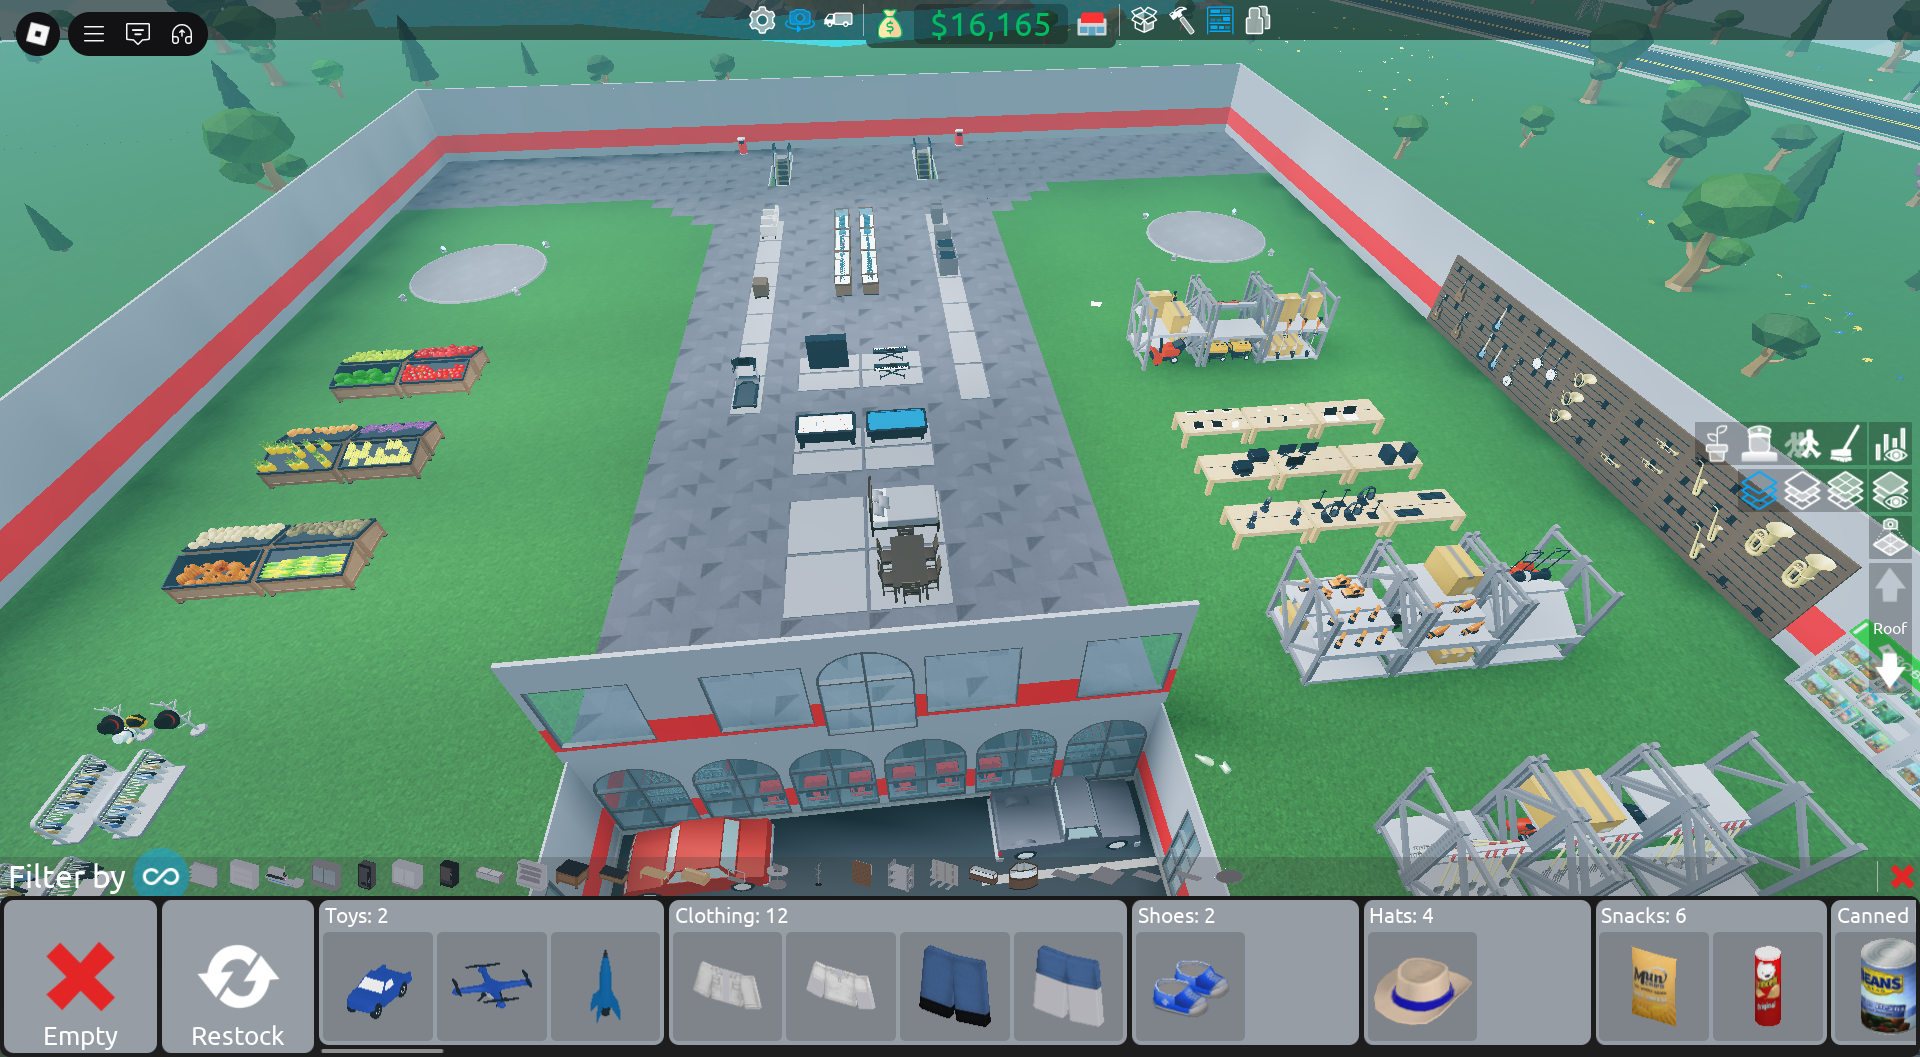 $16,165
Roof
Filter by
Empty
Restock
Toys: 2
Clothing: 12
Shoes: 2
Hats: 4
Snacks: 6
Canned
BEANS